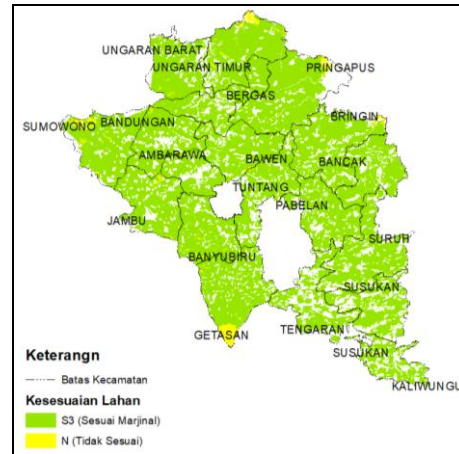 UNGARAN BARAT
UNGARAN TIMUR
PRINGAPUS
BERGAS
BRINGIN
SUMOWONO
BANDUNGAN
AMBARAWA
BAWEN
BANCAK
TUNTANG
PABELAN
JAMBU
SURUH
BANYUBIRU
SUSUKAN
GETASAN
TENGARAN
SUSUKAN
KALIWUNGU
Keterangn
Batas Kecamatan
Kesesuaian Lahan
S3 (Sesuai Marjinal)
N (Tidak Sesuai)